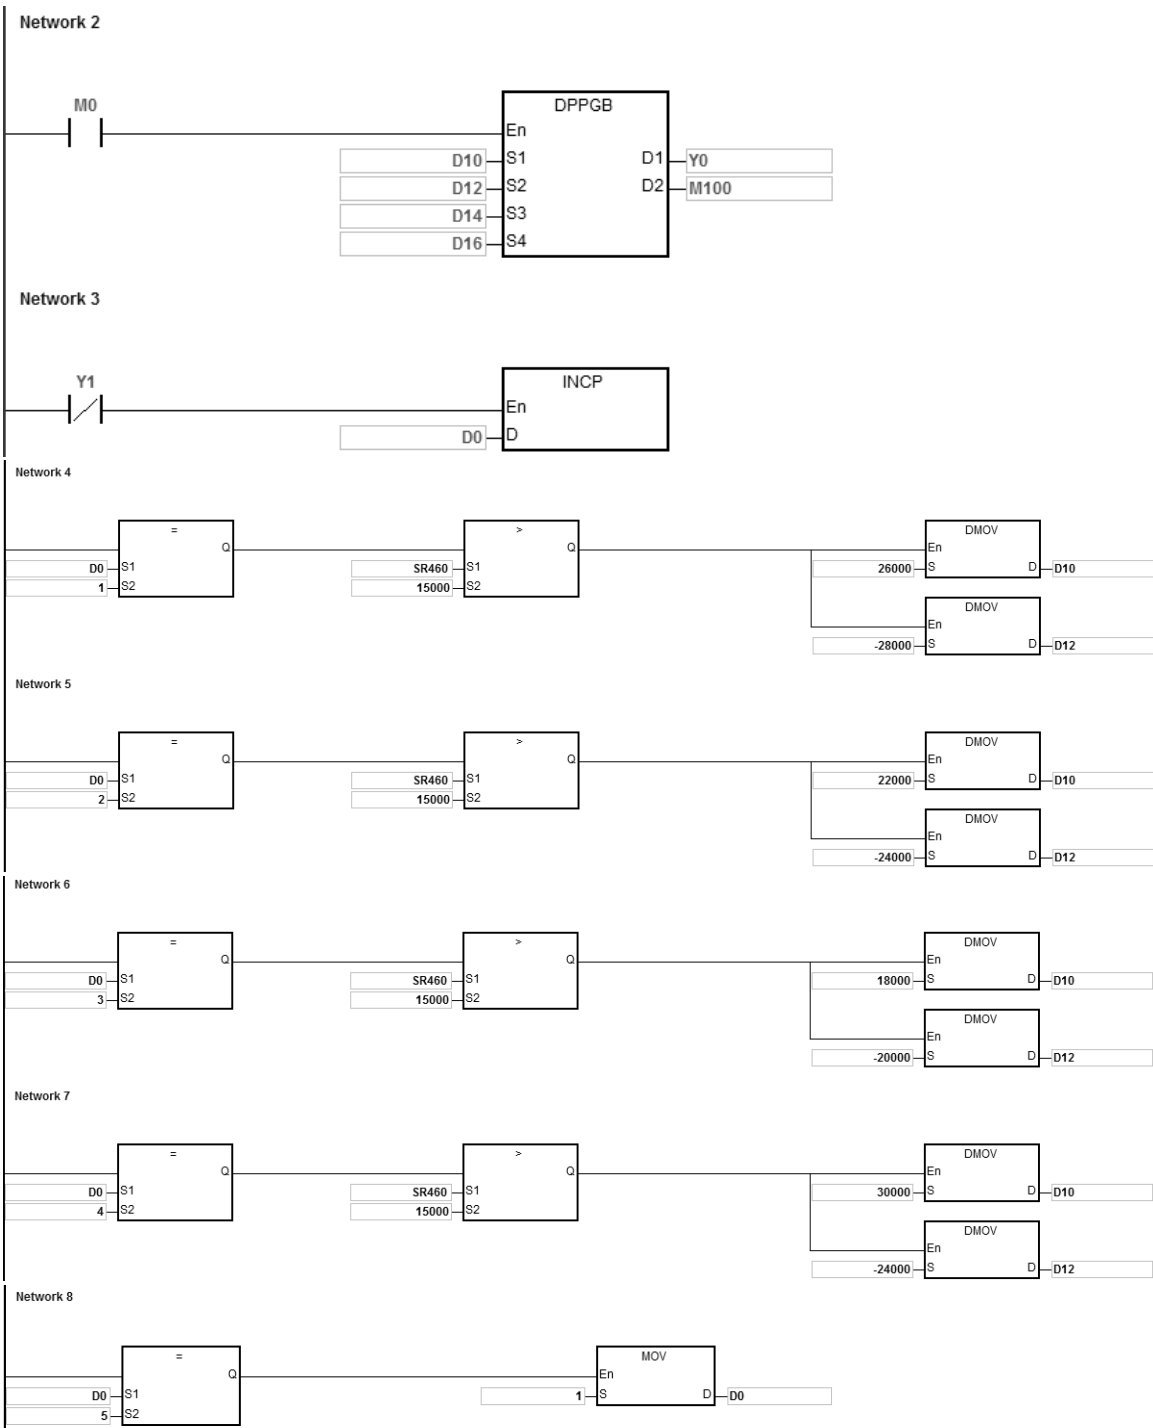 Network 2
M0
DPPGB
En
D10 S1 D1 Y0
D12 S2 D2 M100
D14 S3
D16 S4
Network 3
Y1
INCP
En
D0 D
Network 4
= > DMOV
Q Q En
D0 S1 SR460 S1 26000 S D D10
1 S2 15000 S2
DMOV
En
-28000 S D D12
Network 5
= > DMOV
Q Q En
D0 S1 SR460 S1 22000 S D D10
2 S2 15000 S2
DMOV
En
-24000 S D D12
Network 6
= > DMOV
Q Q En
D0 S1 SR460 S1 18000 S D D10
3 S2 15000 S2
DMOV
En
-20000 S D D12
Network 7
= > DMOV
Q Q En
D0 S1 SR460 S1 30000 S D D10
4 S2 15000 S2
DMOV
En
-24000 S D D12
Network 8
= MOV
Q En
D0 S1 1 S D D0
5 S2